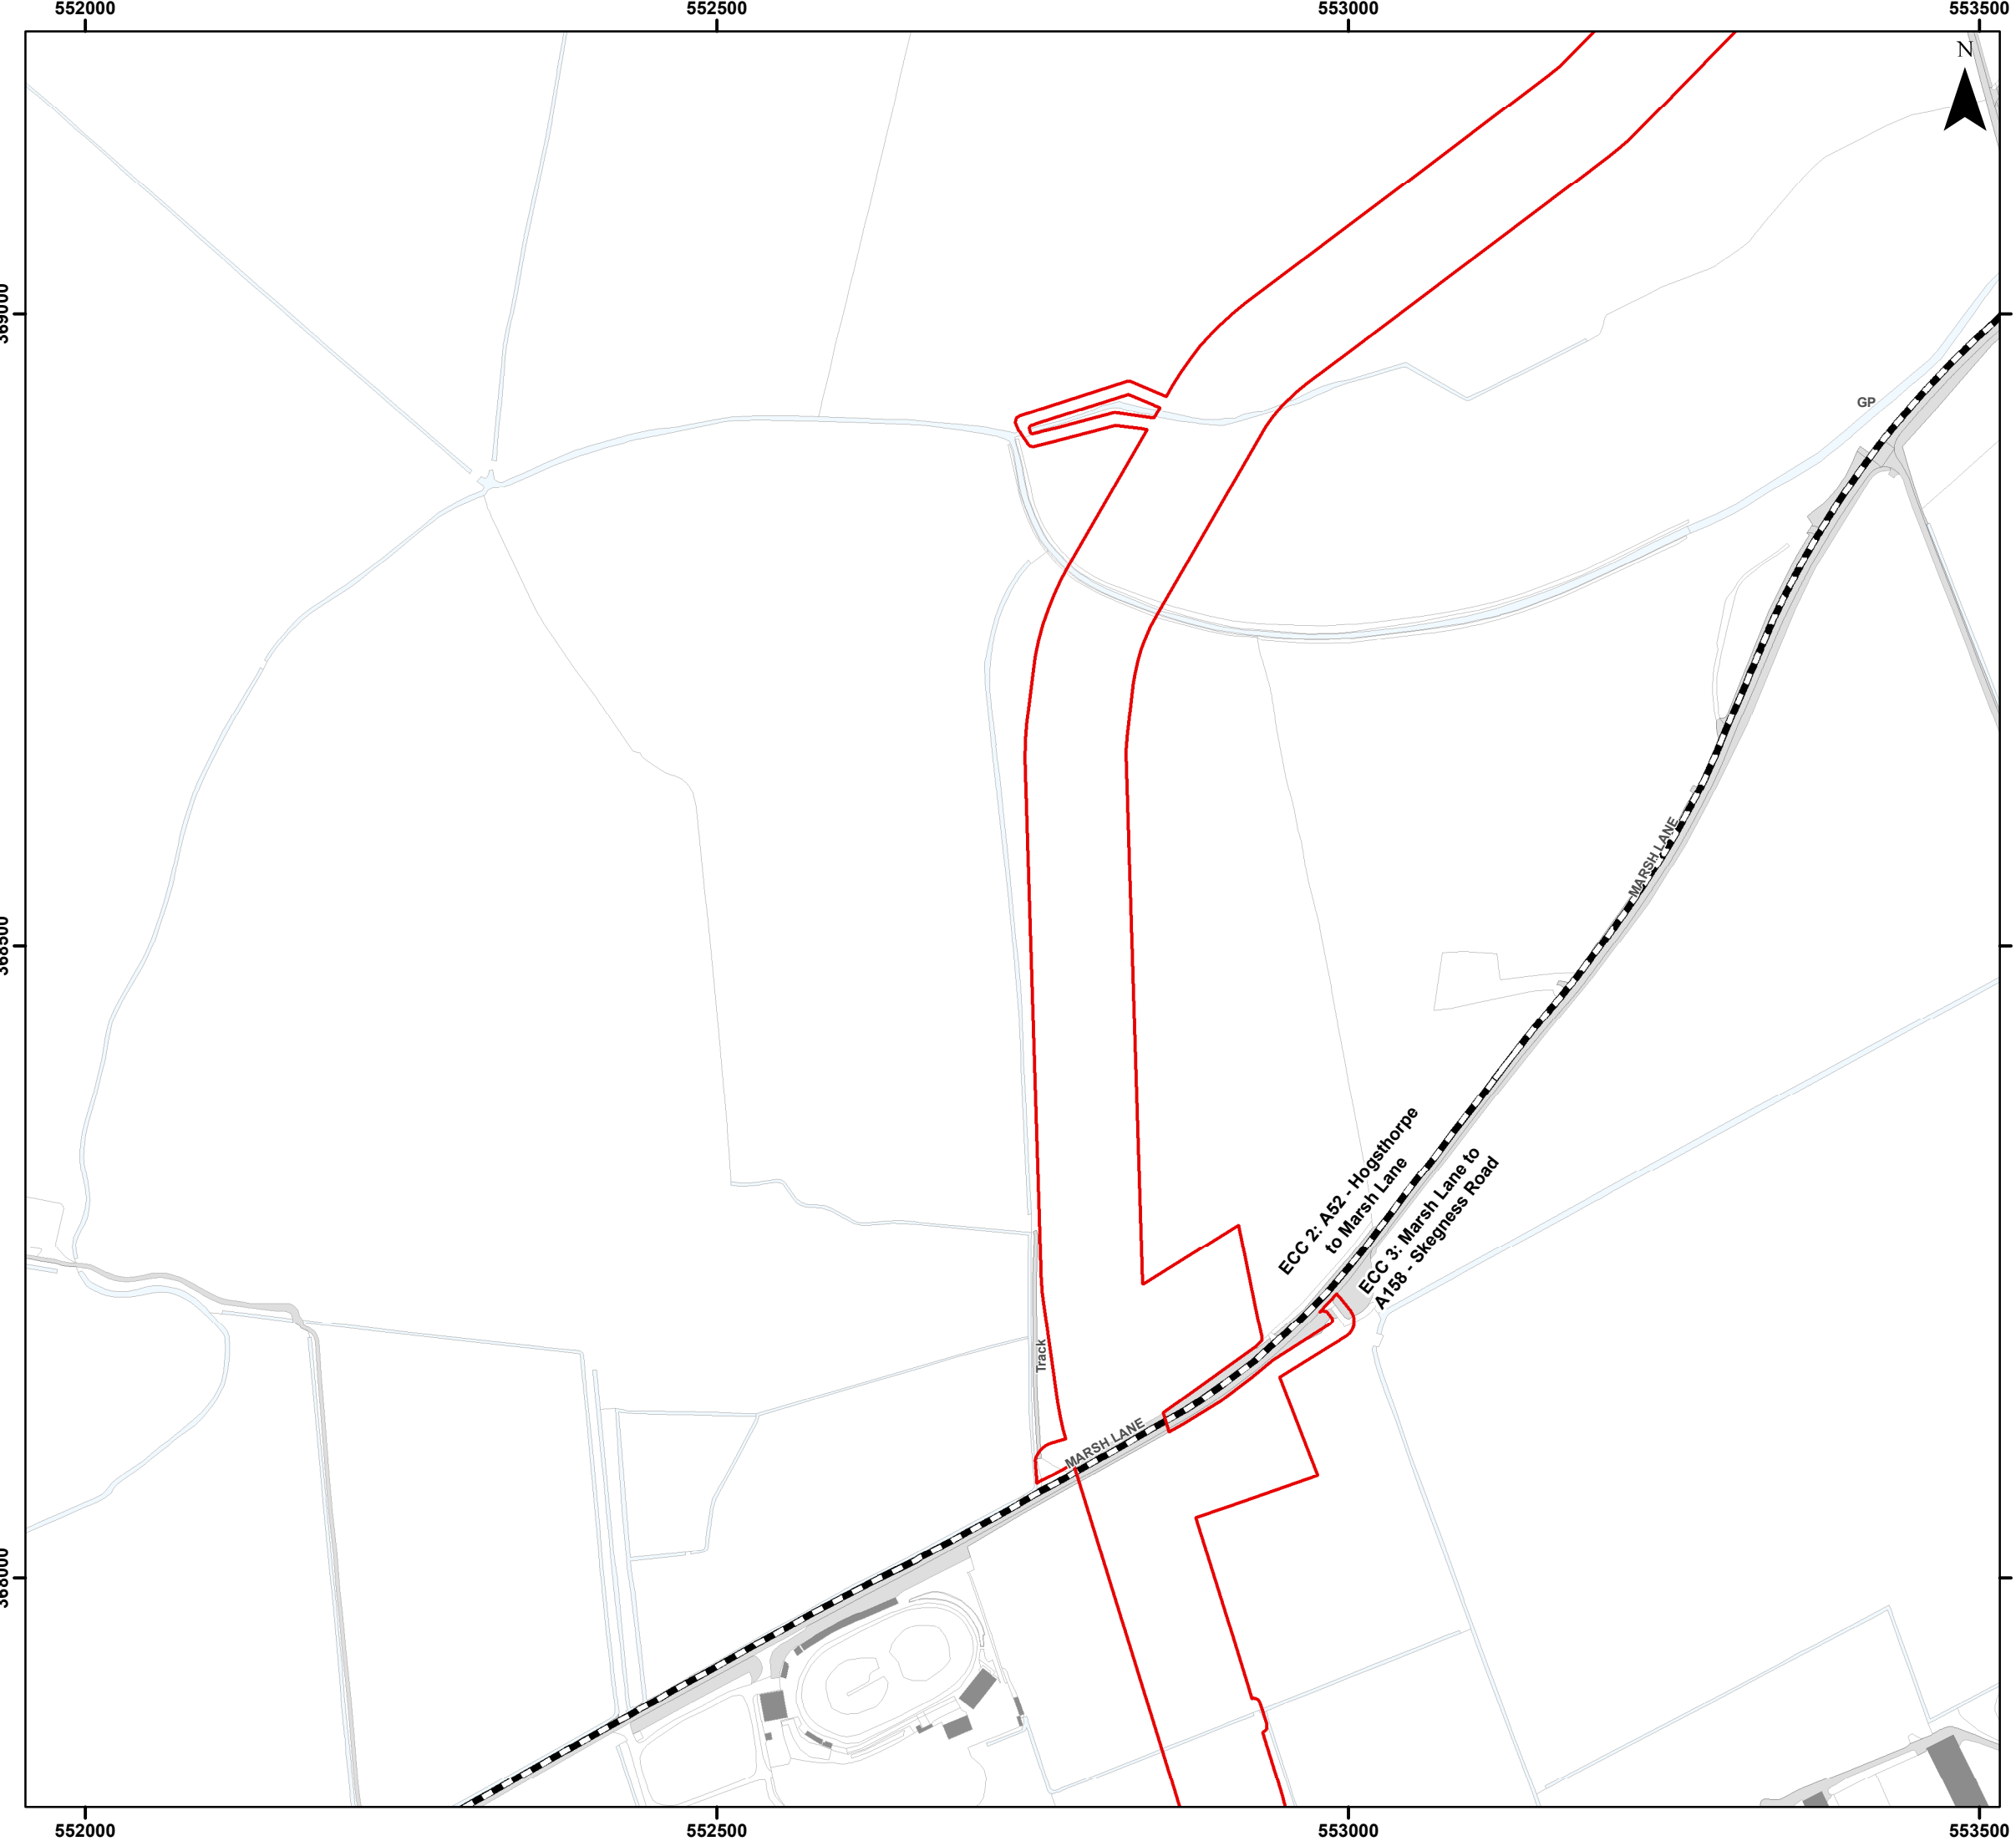 552000
552500
553000
553500
N
369000
GP
368500
MARSH LANE
ECC 2: A52 - Hogsthorpe
to Marsh Lane
ECC 3: Marsh Lane to
A158 - Skegness Road
Track
MARSH LANE
368000
552000
552500
553000
553500